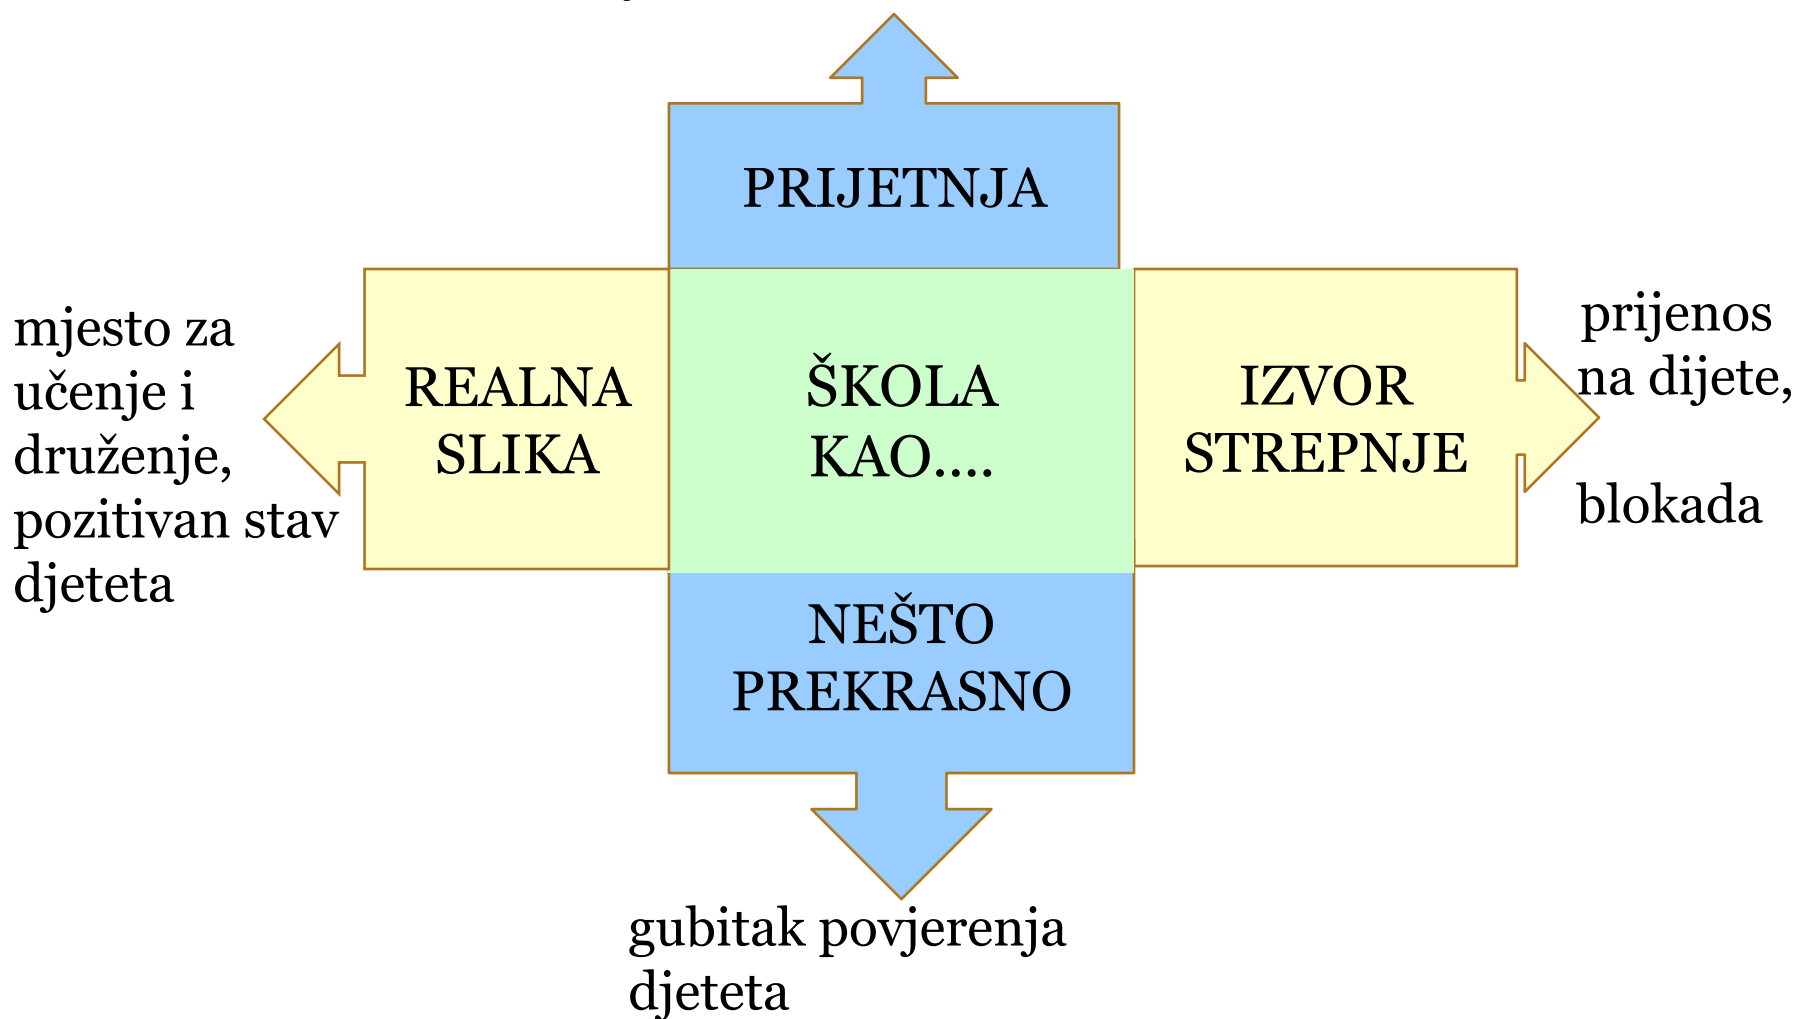 PRIJETNJA
mjesto za
učenje i
druženje,
pozitivan stav
djeteta
REALNA
SLIKA
ŠKOLA
KAO....
IZVOR
STREPNJE
prijenos
na dijete,
blokada
NEŠTO
PREKRASNO
gubitak povjerenja
djeteta